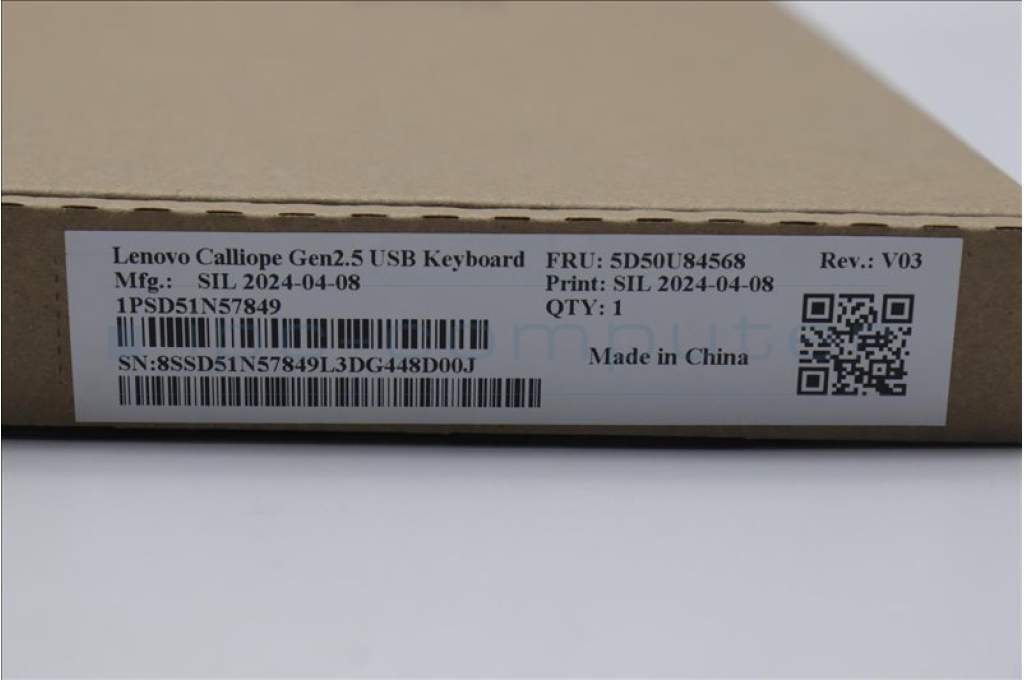 Lenovo Calliope Gen2.5 USB Keyboard FRU: 5D50U84568 Rev.: V03
Mfg.: SIL 2024-04-08 Print: SIL 2024-04-08
1PSD51N57849 QTY: 1
SN:8SSD51N57849L3DG448D00J Made in China